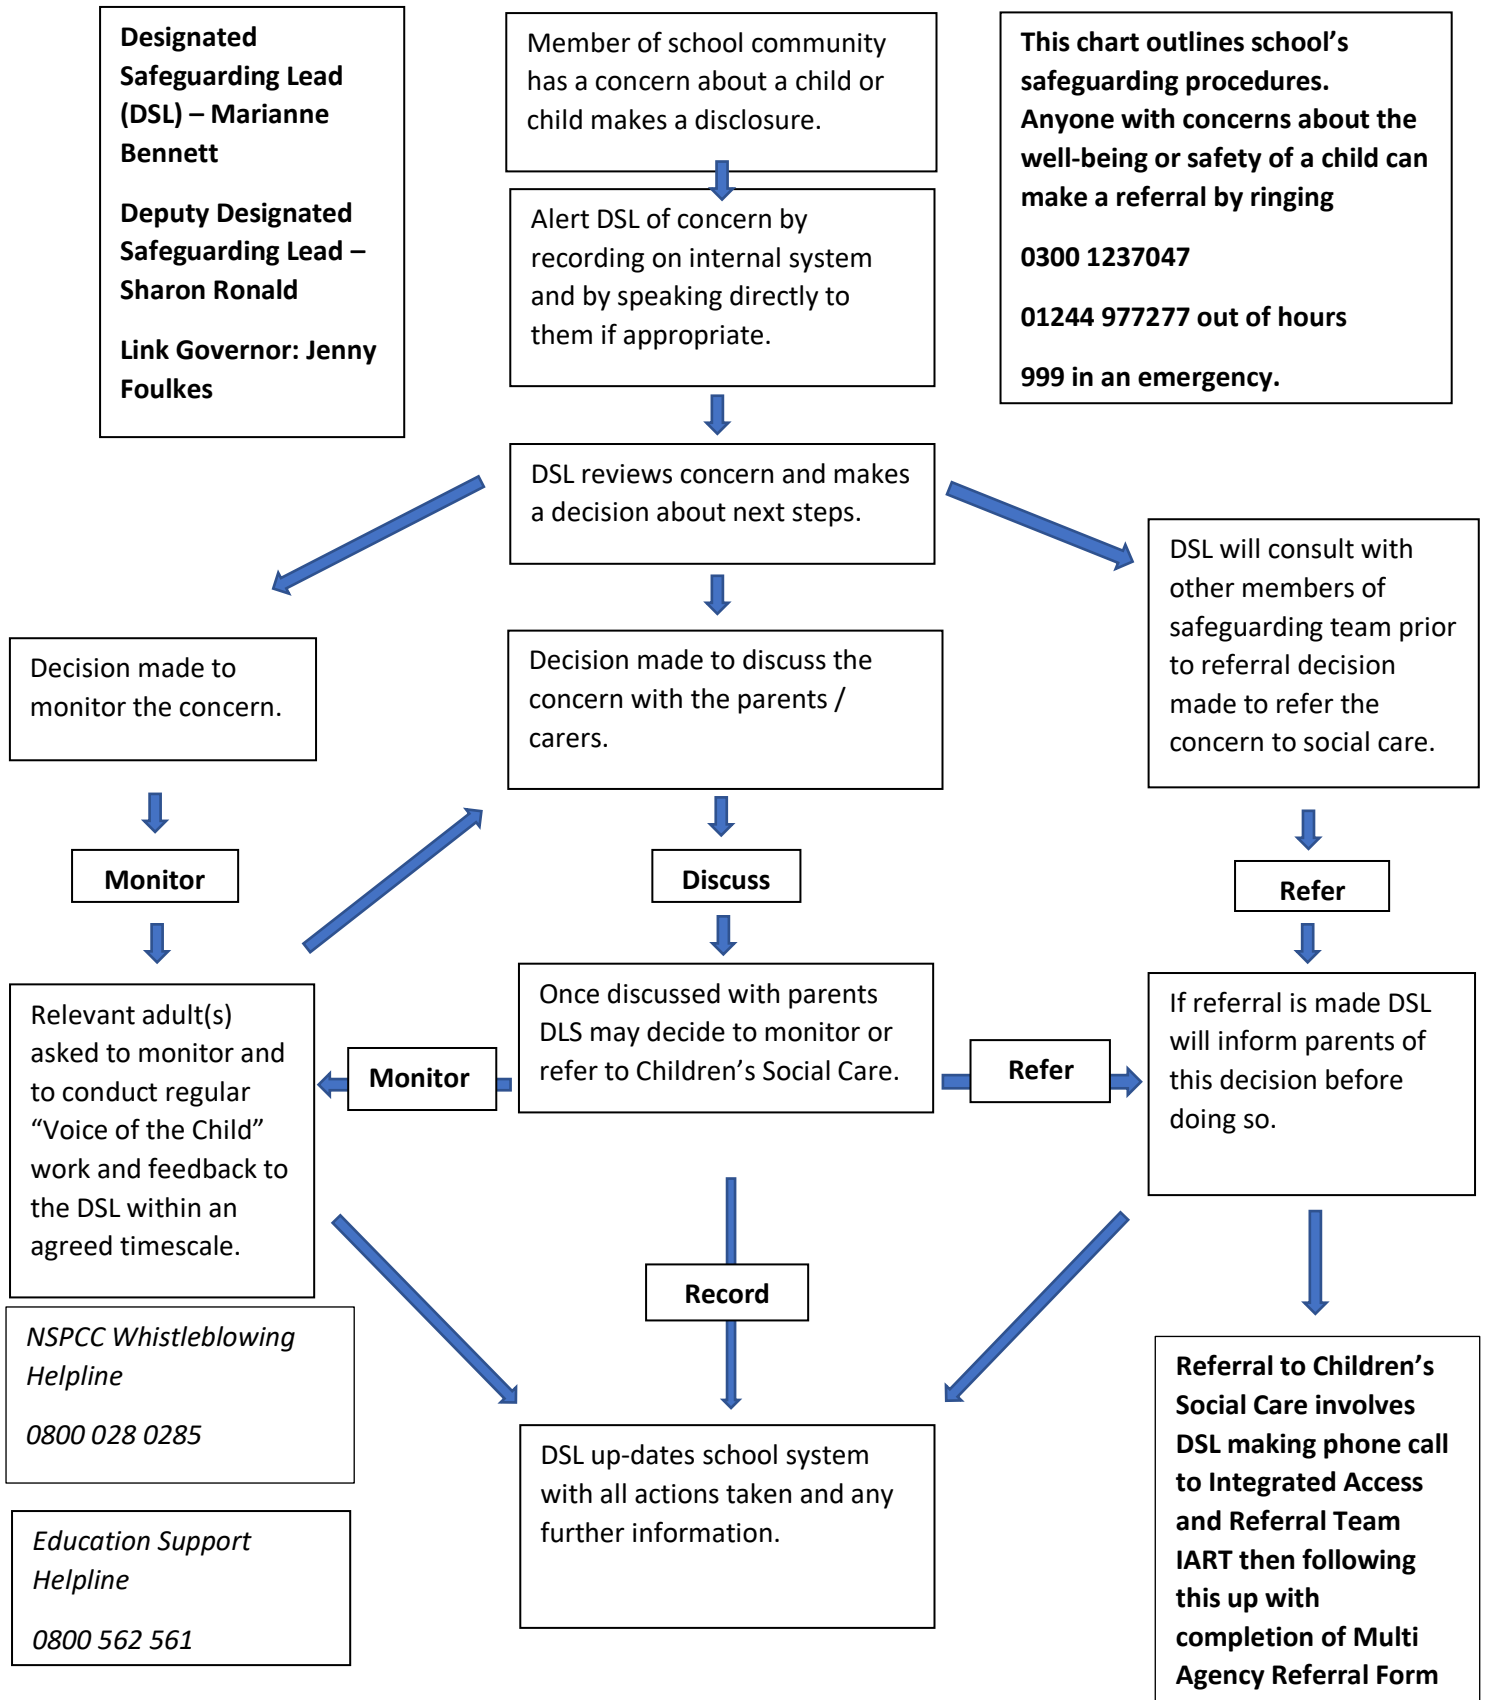 Designated
Safeguarding Lead
(DSL) – Marianne
Bennett
Deputy Designated
Safeguarding Lead –
Sharon Ronald
Link Governor: Jenny
Foulkes
Member of school community
has a concern about a child or
child makes a disclosure.
This chart outlines school’s
safeguarding procedures.
Anyone with concerns about the
well-being or safety of a child can
make a referral by ringing
0300 1237047
01244 977277 out of hours
999 in an emergency.
Alert DSL of concern by
recording on internal system
and by speaking directly to
them if appropriate.
DSL reviews concern and makes
a decision about next steps.
Decision made to
monitor the concern.
Decision made to discuss the
concern with the parents /
carers.
DSL will consult with
other members of
safeguarding team prior
to referral decision
made to refer the
concern to social care.
Monitor
Discuss
Refer
Relevant adult(s)
asked to monitor and
to conduct regular
“Voice of the Child”
work and feedback to
the DSL within an
agreed timescale.
Monitor
Once discussed with parents
DLS may decide to monitor or
refer to Children’s Social Care.
Refer
If referral is made DSL
will inform parents of
this decision before
doing so.
Record
NSPCC Whistleblowing
Helpline
0800 028 0285
Education Support
Helpline
0800 562 561
DSL up-dates school system
with all actions taken and any
further information.
Referral to Children’s
Social Care involves
DSL making phone call
to Integrated Access
and Referral Team
IART then following
this up with
completion of Multi
Agency Referral Form